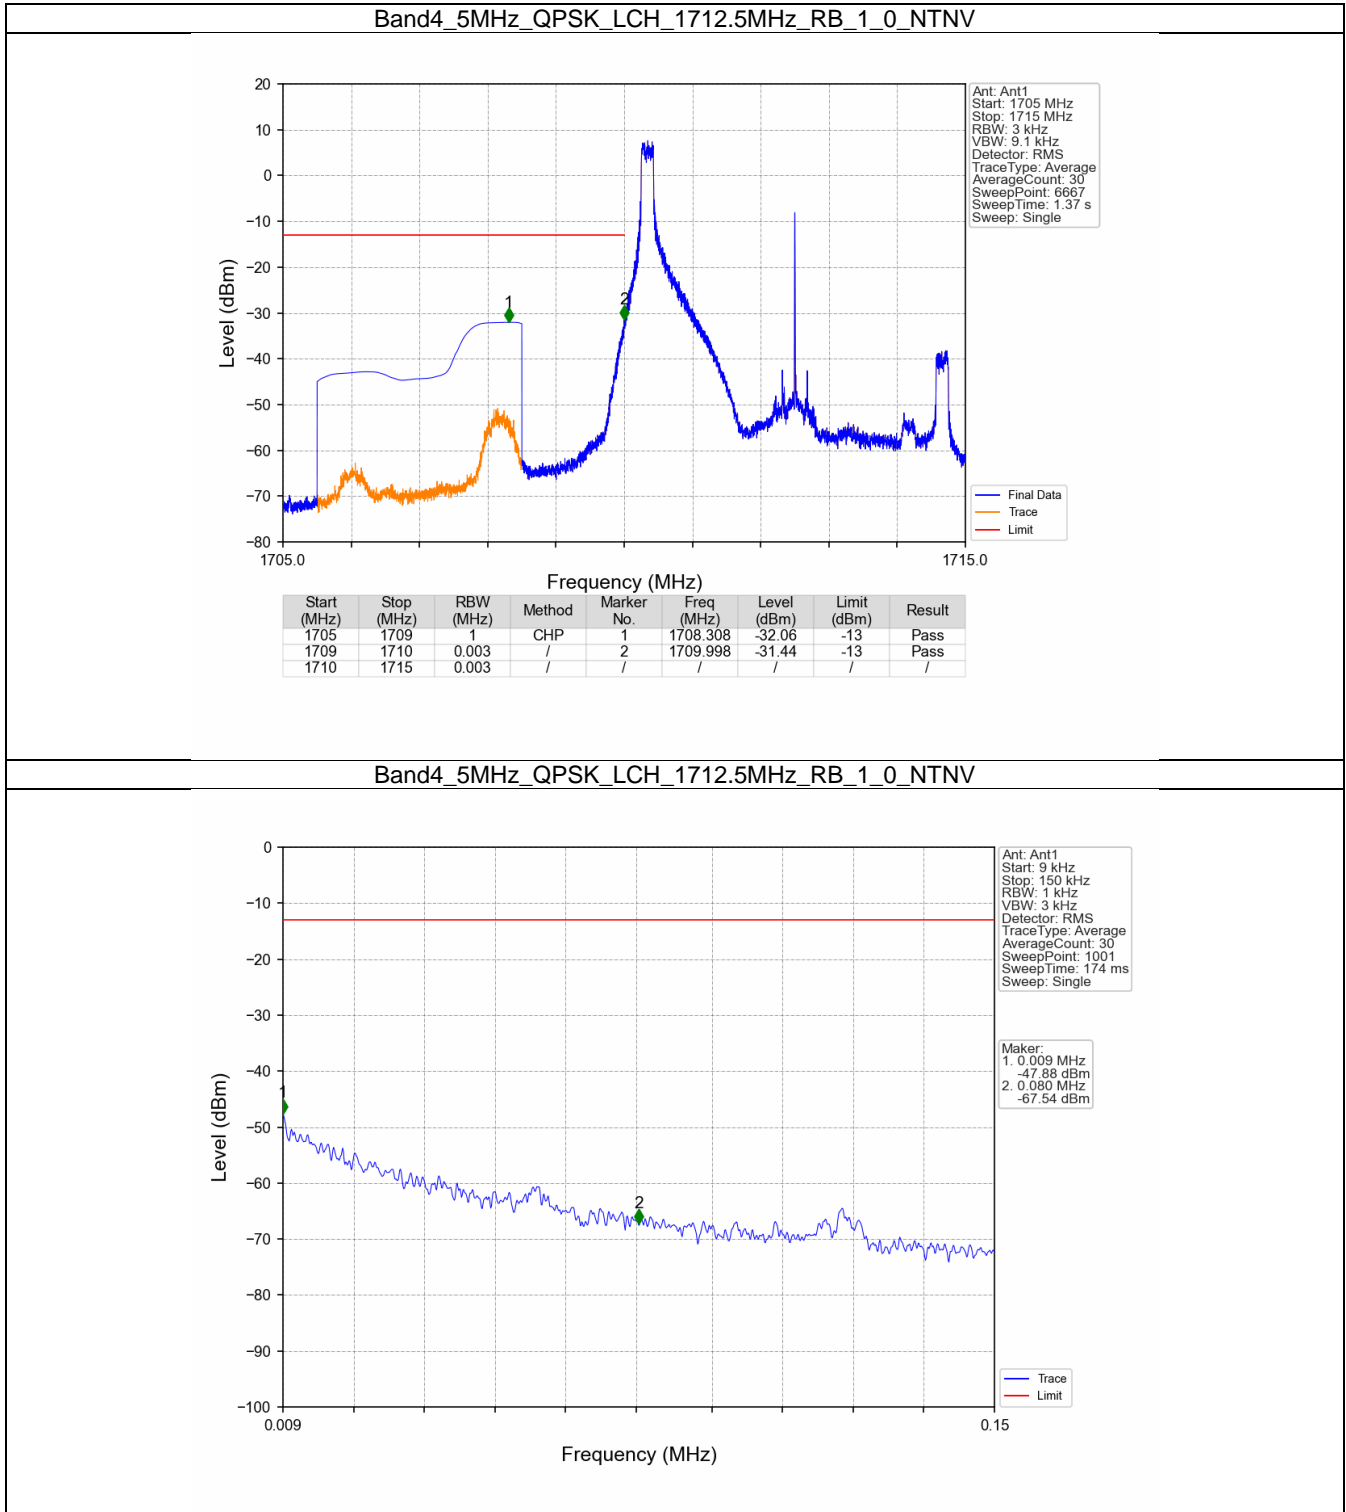 Band4_5MHz_QPSK_LCH_1712.5MHz_RB_1_0_NTNV
20
10
0
−10
−20
−30
−40
−50
−60
−70
−80
Level (dBm)
1
2
1705.0
1715.0
Frequency (MHz)
Ant: Ant1
Start: 1705 MHz
Stop: 1715 MHz
RBW: 3 kHz
VBW: 9.1 kHz
Detector: RMS
TraceType: Average
AverageCount: 30
SweepPoint: 6667
SweepTime: 1.37 s
Sweep: Single
Final Data
Trace
Limit
Start (MHz) Stop (MHz) RBW (MHz) Method Marker No. Freq (MHz) Level (dBm) Limit (dBm) Result
1705 1709 1 CHP 1 1708.308 -32.06 -13 Pass
1709 1710 0.003 / 2 1709.998 -31.44 -13 Pass
1710 1715 0.003 / / / / / /
Band4_5MHz_QPSK_LCH_1712.5MHz_RB_1_0_NTNV
0
−10
−20
−30
−40
−50
−60
−70
−80
−90
−100
Level (dBm)
1
2
0.009
0.15
Frequency (MHz)
Ant: Ant1
Start: 9 kHz
Stop: 150 kHz
RBW: 1 kHz
VBW: 3 kHz
Detector: RMS
TraceType: Average
AverageCount: 30
SweepPoint: 1001
SweepTime: 174 ms
Sweep: Single
Maker:
1. 0.009 MHz
-47.88 dBm
2. 0.080 MHz
-67.54 dBm
Trace
Limit